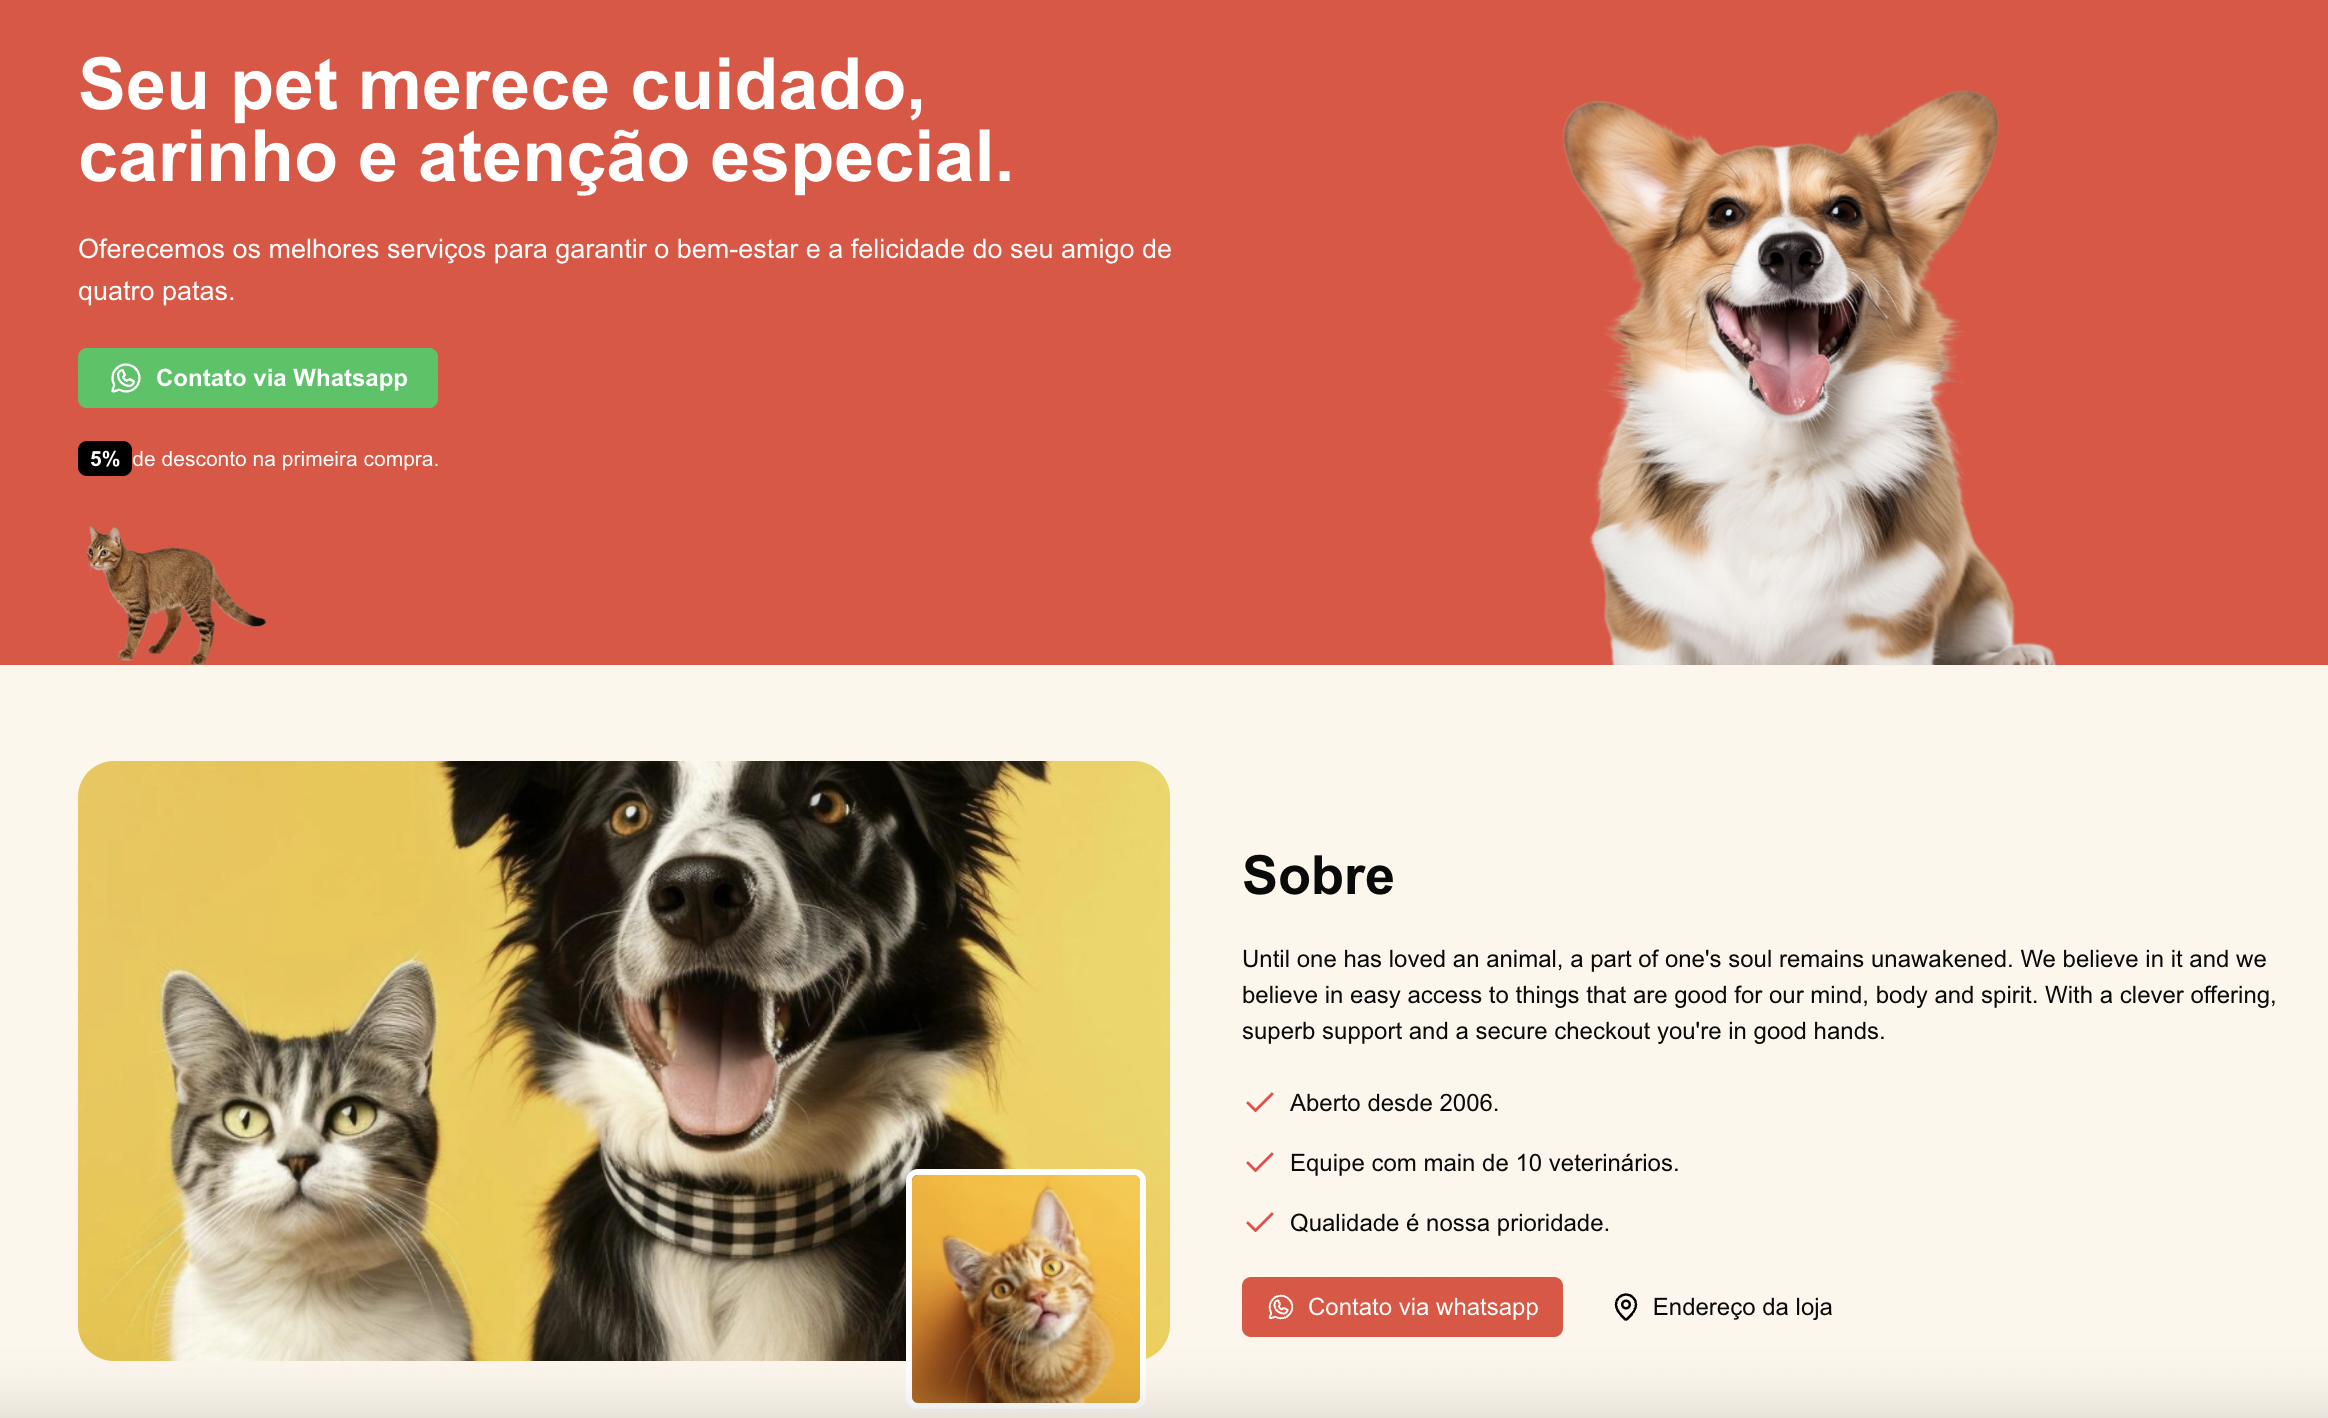 Seu pet merece cuidado,
carinho e atenção especial.
Oferecemos os melhores serviços para garantir o bem-estar e a felicidade do seu amigo de
quatro patas.
Contato via Whatsapp
5% de desconto na primeira compra.
Sobre
Until one has loved an animal, a part of one's soul remains unawakened. We believe in it and we
believe in easy access to things that are good for our mind, body and spirit. With a clever offering,
superb support and a secure checkout you're in good hands.
Aberto desde 2006.
Equipe com main de 10 veterinários.
Qualidade é nossa prioridade.
Contato via whatsapp
Endereço da loja